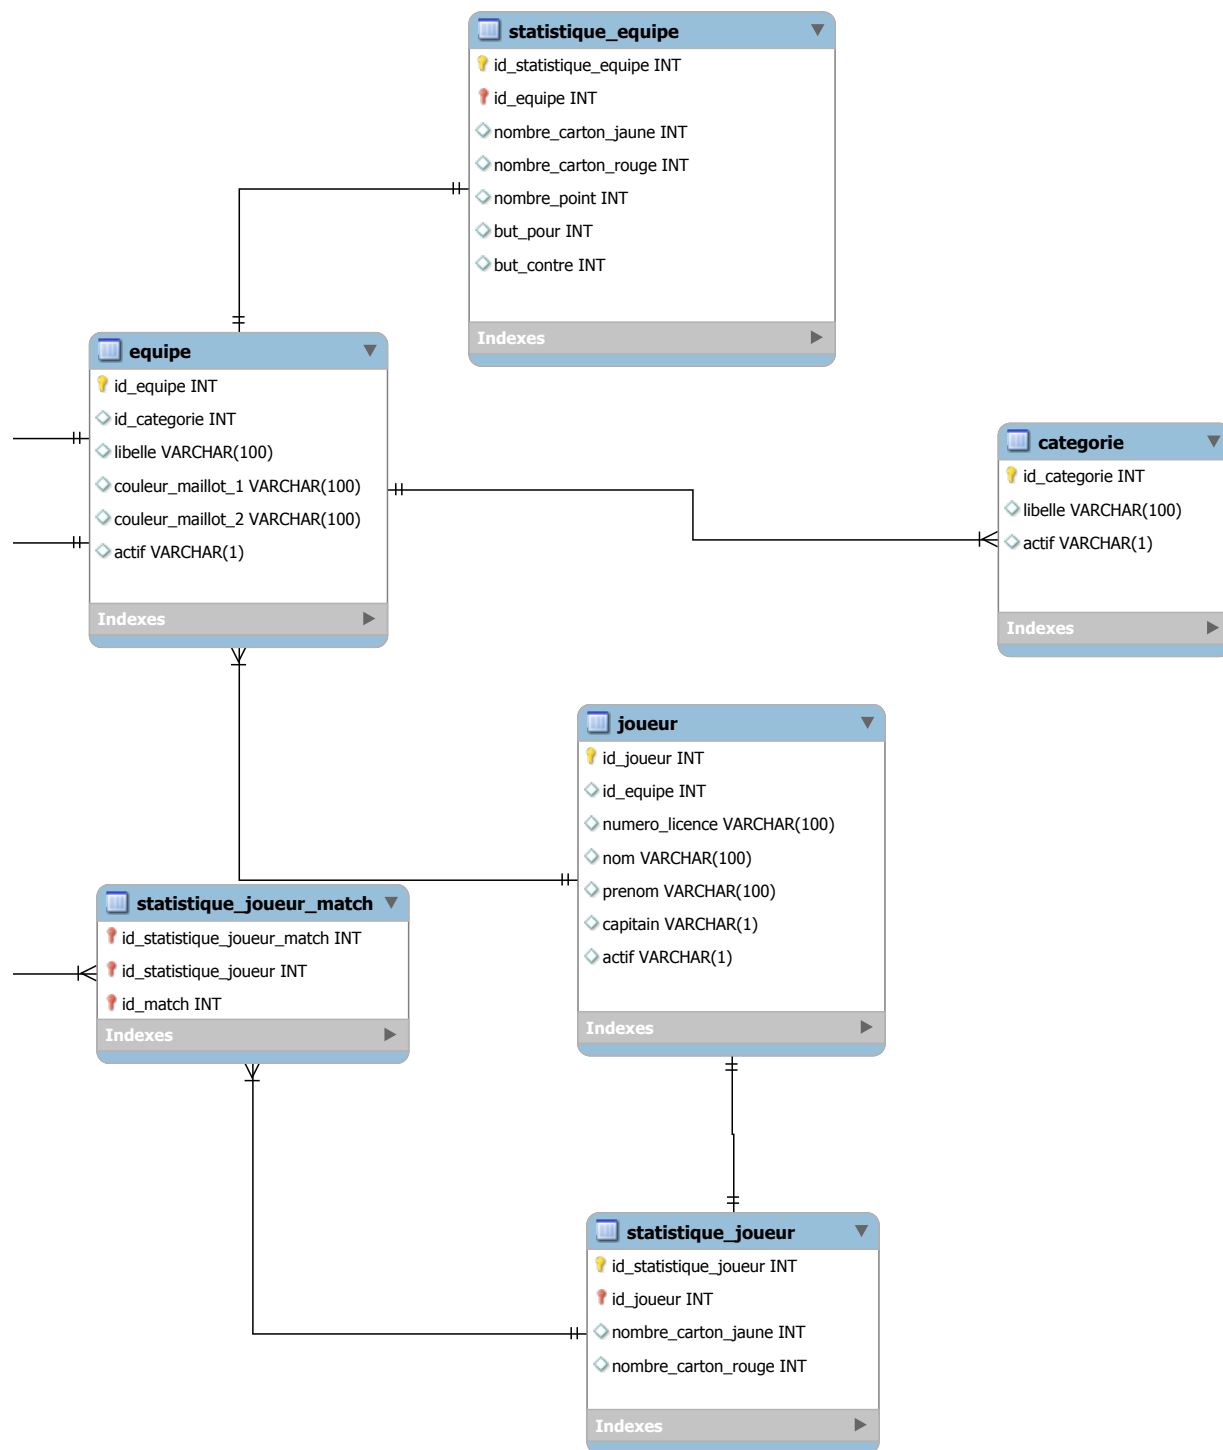 statistique_equipe
id_statistique_equipe INT
id_equipe INT
nombre_carton_jaune INT
nombre_carton_rouge INT
nombre_point INT
but_pour INT
but_contre INT
Indexes
equipe
id_equipe INT
id_categorie INT
libelle VARCHAR(100)
couleur_maillot_1 VARCHAR(100)
couleur_maillot_2 VARCHAR(100)
actif VARCHAR(1)
Indexes
categorie
id_categorie INT
libelle VARCHAR(100)
actif VARCHAR(1)
Indexes
joueur
id_joueur INT
id_equipe INT
numero_licence VARCHAR(100)
nom VARCHAR(100)
prenom VARCHAR(100)
capitain VARCHAR(1)
actif VARCHAR(1)
Indexes
statistique_joueur_match
id_statistique_joueur_match INT
id_statistique_joueur INT
id_match INT
Indexes
statistique_joueur
id_statistique_joueur INT
id_joueur INT
nombre_carton_jaune INT
nombre_carton_rouge INT
Indexes